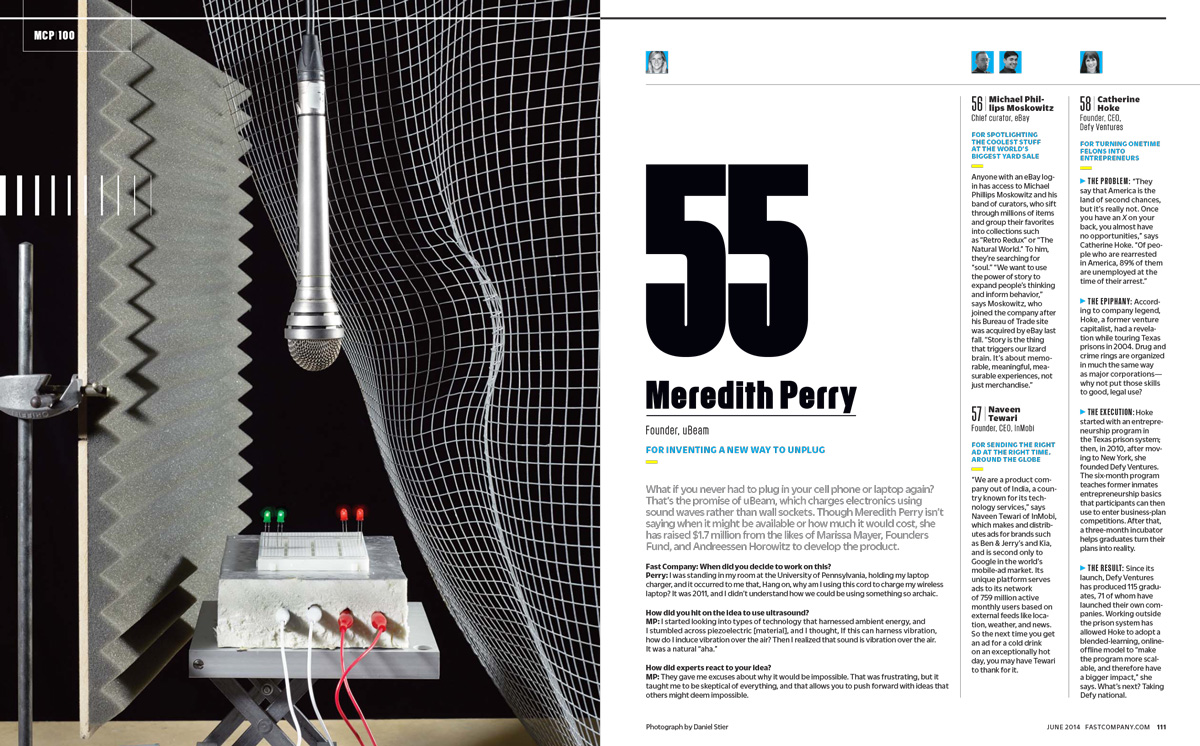 MCP|100
55
Meredith Perry
Founder, uBeam
FOR INVENTING A NEW WAY TO UNPLUG
What if you never had to plug in your cell phone or laptop again?
That's the promise of uBeam, which charges electronics using
sound waves rather than wall sockets. Though Meredith Perry isn't
saying when it might be available or how much it would cost, she
has raised $1.7 million from the likes of Marissa Mayer, Founders
Fund, and Andreessen Horowitz to develop the product.
Fast Company: When did you decide to work on this?
Perry: I was standing in my room at the University of Pennsylvania, holding my laptop
charger, and it occurred to me that, Hang on, why am I using this cord to charge my wireless
laptop? It was 2011, and I didn't understand how we could be using something so archaic.
How did you hit on the idea to use ultrasound?
MP: I started looking into types of technology that harnessed ambient energy, and
I stumbled across piezoelectric [material], and I thought, If this can harness vibration,
how do I induce vibration over the air? Then I realized that sound is vibration over the air.
It was a natural "aha."
How did experts react to your idea?
MP: They gave me excuses about why it would be impossible. That was frustrating, but it
taught me to be skeptical of everything, and that allows you to push forward with ideas that
others might deem impossible.
56 | Michael Phil-
lips Moskowitz
Chief curator, eBay
FOR SPOTLIGHTING
THE COOLEST STUFF
AT THE WORLD'S
BIGGEST YARD SALE
Anyone with an eBay log-
in has access to Michael
Phillips Moskowitz and his
band of curators, who sift
through millions of items
and group their favorites
into collections such
as "Retro Redux" or "The
Natural World." To him,
they're searching for
"soul." "We want to use
the power of story to
expand people's thinking
and inform behavior,"
says Moskowitz, who
joined the company after
his Bureau of Trade site
was acquired by eBay last
fall. "Story is the thing
that triggers our lizard
brain. It's about memo-
rable, meaningful, mea-
surable experiences, not
just merchandise."
57 | Naveen
Tewari
Founder, CEO, InMobi
FOR SENDING THE RIGHT
AD AT THE RIGHT TIME,
AROUND THE GLOBE
"We are a product com-
pany out of India, a coun-
try known for its tech-
nology services," says
Naveen Tewari of InMobi,
which makes and distrib-
utes ads for brands such
as Ben & Jerry's and Kia,
and is second only to
Google in the world's
mobile-ad market. Its
unique platform serves
ads to its network
of 759 million active
monthly users based on
external feeds like loca-
tion, weather, and news.
So the next time you get
an ad for a cold drink
on an exceptionally hot
day, you may have Tewari
to thank for it.
58 | Catherine
Hoke
Founder, CEO,
Defy Ventures
FOR TURNING ONETIME
FELONS INTO
ENTREPRENEURS
▶ THE PROBLEM: "They
say that America is the
land of second chances,
but it's really not. Once
you have an X on your
back, you almost have
no opportunities," says
Catherine Hoke. "Of peo-
ple who are rearrested
in America, 89% of them
are unemployed at the
time of their arrest."
▶ THE EPIPHANY: Accord-
ing to company legend,
Hoke, a former venture
capitalist, had a revela-
tion while touring Texas
prisons in 2004. Drug and
crime rings are organized
in much the same way
as major corporations—
why not put those skills
to good, legal use?
▶ THE EXECUTION: Hoke
started with an entrepre-
neurship program in
the Texas prison system;
then, in 2010, after mov-
ing to New York, she
founded Defy Ventures.
The six-month program
teaches former inmates
entrepreneurship basics
that participants can then
use to enter business-plan
competitions. After that,
a three-month incubator
helps graduates turn their
plans into reality.
▶ THE RESULT: Since its
launch, Defy Ventures
has produced 115 gradu-
ates, 71 of whom have
launched their own com-
panies. Working outside
the prison system has
allowed Hoke to adopt a
blended-learning, online-
offline model to "make
the program more scal-
able, and therefore have
a bigger impact," she
says. What's next? Taking
Defy national.
Photograph by Daniel Stier
JUNE 2014 FASTCOMPANY.COM 111